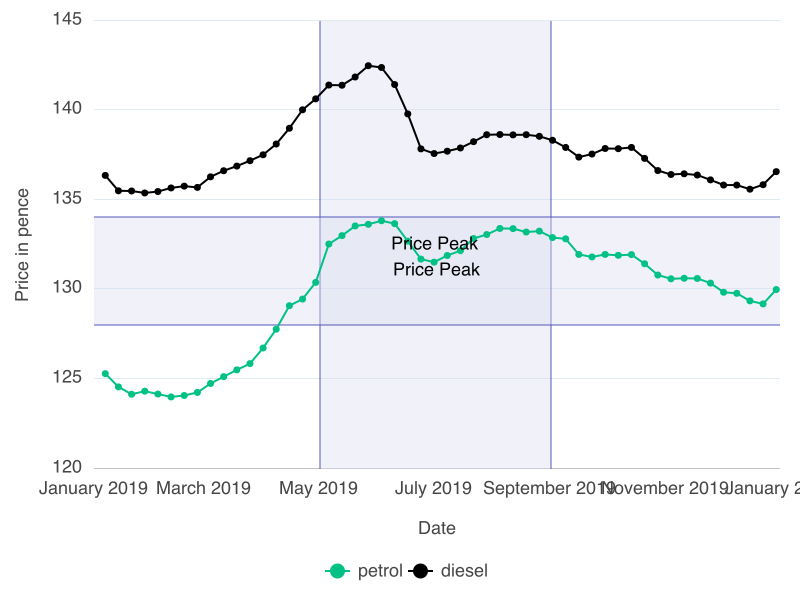 145
140
135
130
125
120
Price in pence
Price Peak
Price Peak
January 2019 March 2019 May 2019 July 2019 September 2019 November 2019 January 2
Date
petrol diesel